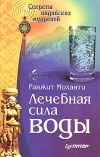 Секреты
индийских
мудрецов
Ранжит
Моханти
Лечебная
сила
ВОДЫ
ПИТЕР